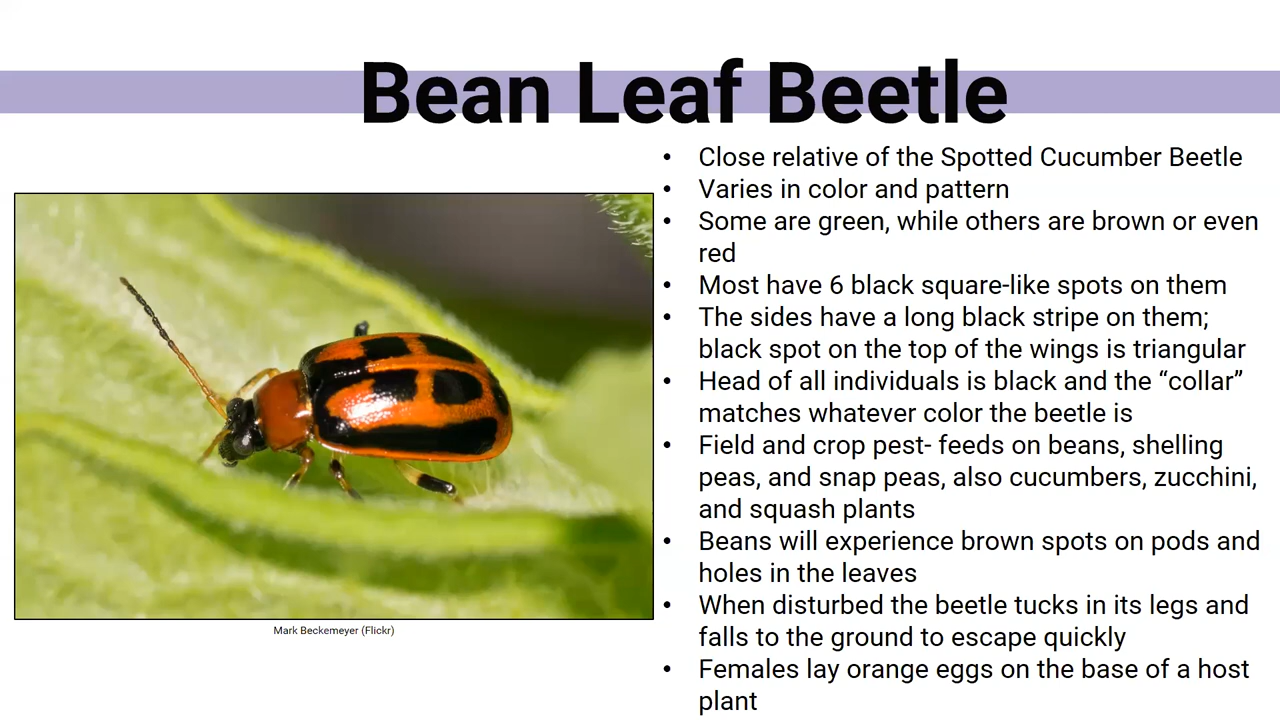 Bean Leaf Beetle
• Close relative of the Spotted Cucumber Beetle
• Varies in color and pattern
• Some are green, while others are brown or even
red
• Most have 6 black square-like spots on them
• The sides have a long black stripe on them;
black spot on the top of the wings is triangular
• Head of all individuals is black and the “collar”
matches whatever color the beetle is
• Field and crop pest- feeds on beans, shelling
peas, and snap peas, also cucumbers, zucchini,
and squash plants
• Beans will experience brown spots on pods and
holes in the leaves
• When disturbed the beetle tucks in its legs and
falls to the ground to escape quickly
• Females lay orange eggs on the base of a host
plant
Mark Beckemeyer (Flickr)